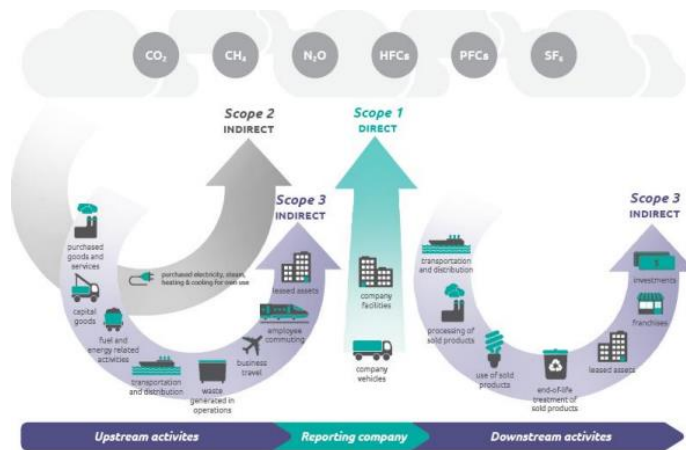 CO₂ CH₄ N₂O HFCs PFCs SF₆
Scope 2
INDIRECT
Scope 1
DIRECT
Scope 3
INDIRECT
Scope 3
INDIRECT
purchased
goods and
services
capital
goods
fuel and
energy related
activities
transportation
and distribution
waste
generated in
operations
business
travel
employee
commuting
leased assets
purchased electricity, steam,
heating & cooling for own use
company
facilities
company
vehicles
transportation
and distribution
processing of
sold products
use of sold
products
end-of-life
treatment of
sold products
leased assets
franchises
investments
Upstream activites
Reporting company
Downstream activites